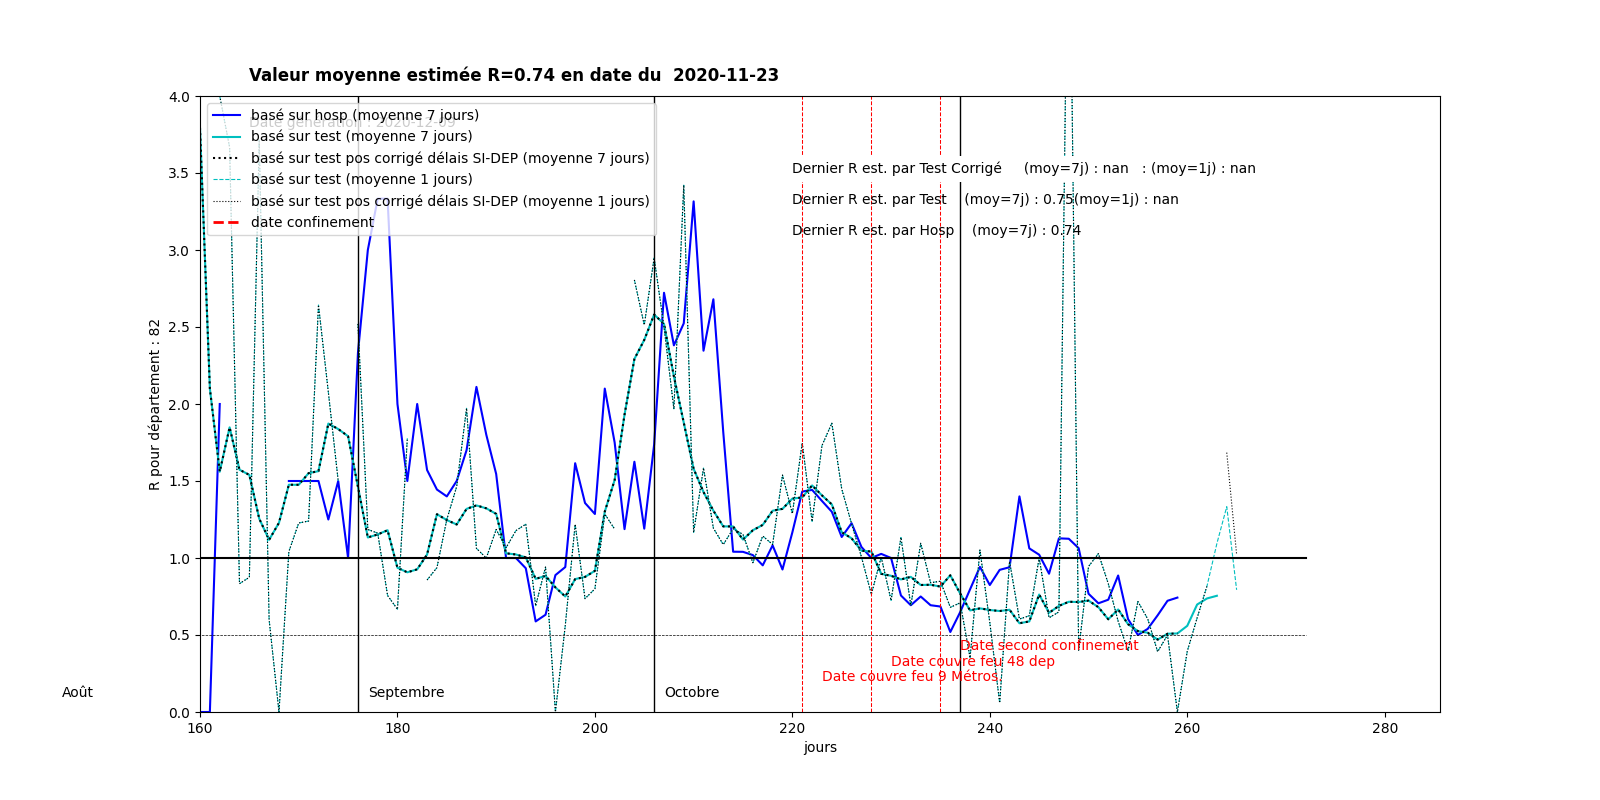 Valeur moyenne estimée R=0.74 en date du  2020-11-23
Date génération : 2020-12-09
basé sur hosp (moyenne 7 jours)
basé sur test (moyenne 7 jours)
basé sur test pos corrigé délais SI-DEP (moyenne 7 jours)
basé sur test (moyenne 1 jours)
basé sur test pos corrigé délais SI-DEP (moyenne 1 jours)
date confinement
Dernier R est. par Test Corrigé     (moy=7j) : nan   : (moy=1j) : nan
Dernier R est. par Test    (moy=7j) : 0.75(moy=1j) : nan
Dernier R est. par Hosp    (moy=7j) : 0.74
4.0
3.5
3.0
2.5
2.0
1.5
1.0
0.5
0.0
R pour département : 82
Date second confinement
Date couvre feu 48 dep
Date couvre feu 9 Métros.
Août
Septembre
Octobre
160 180 200 220 240 260 280
jours